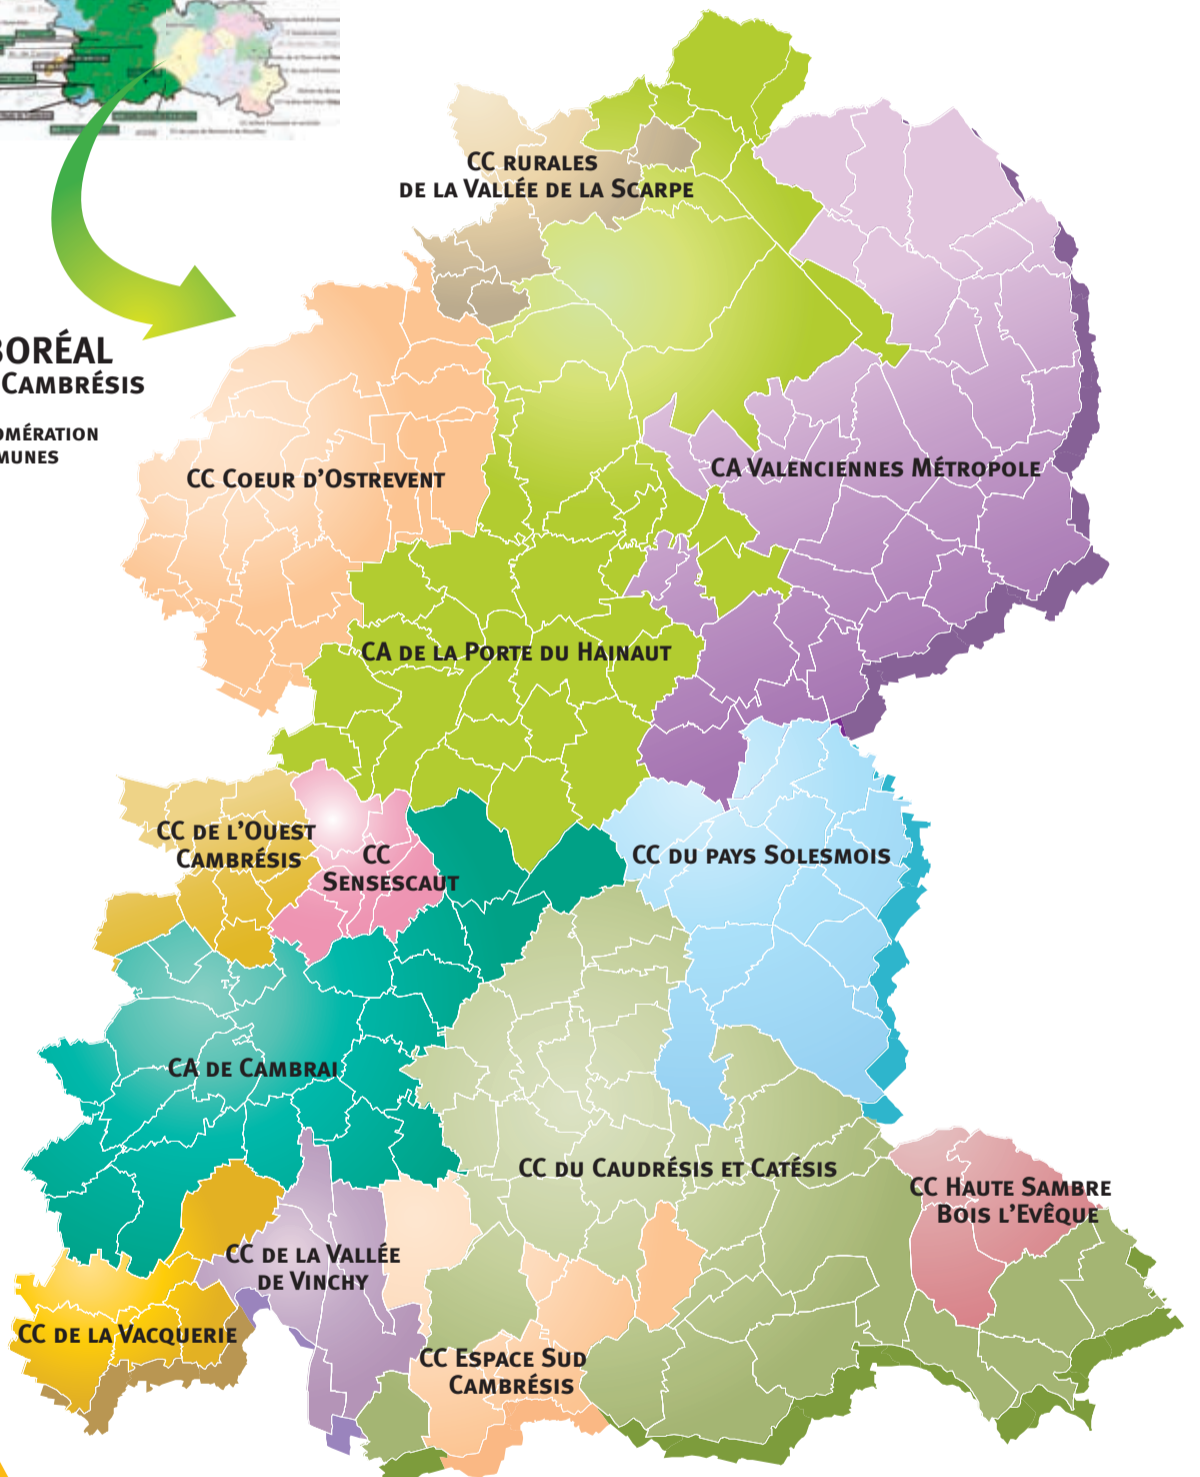 CC RURALES
DE LA VALLÉE DE LA SCARPE
BORÉAL
CAMBRÉSIS
CC COEUR D'OSTREVENT
CA VALENCIENNES MÉTROPOLE
CA DE LA PORTE DU HAINAUT
CC DE L'OUEST
CAMBRÉSIS
CC
SENSESCAUT
CC DU PAYS SOLESMOIS
CA DE CAMBRAI
CC DU CAUDRÉSIS ET CATÉSIS
CC HAUTE SAMBRE
BOIS L'EVÊQUE
CC DE LA VALLÉE
DE VINCHY
CC DE LA VACQUERIE
CC ESPACE SUD
CAMBRÉSIS